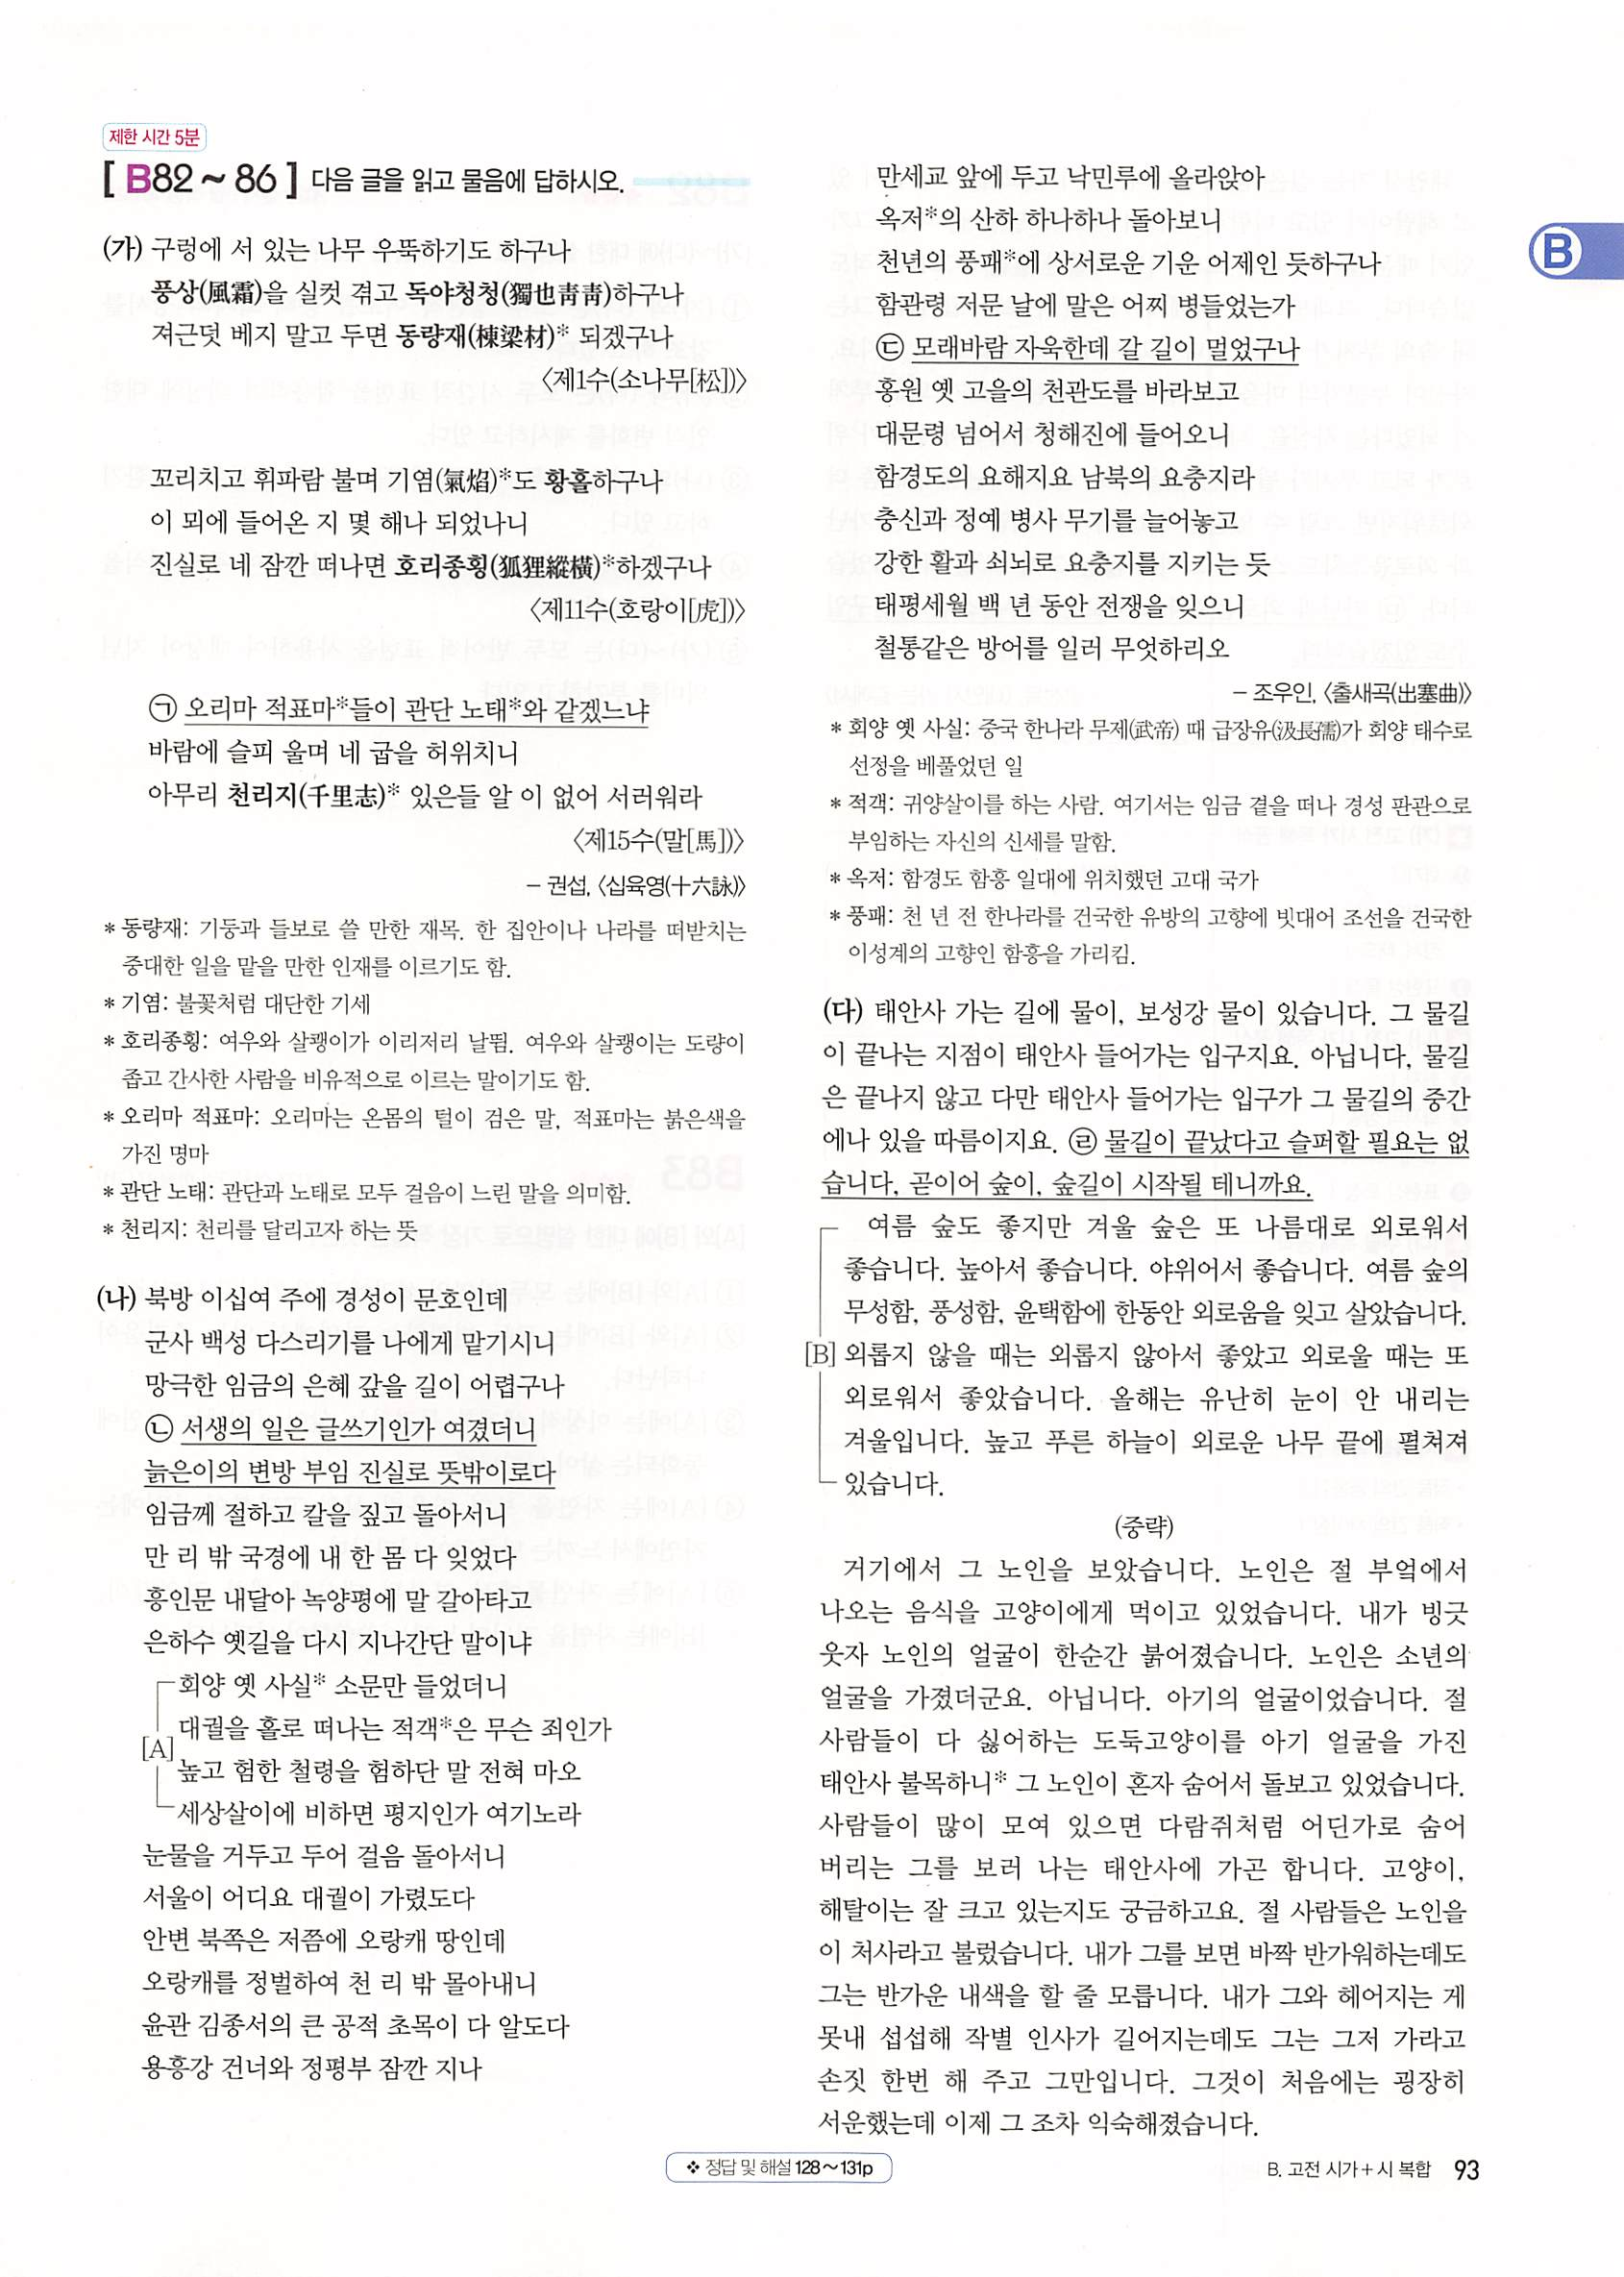 제한 시간 5분
[ B82 ~ 86 ] 다음 글을 읽고 물음에 답하시오.
(가) 구렁에 서 있는 나무 우뚝하기도 하구나
풍상(風霜)을 실컷 겪고 독야청청(獨也靑靑)하구나
져근덧 베지 말고 두면 동량재(棟梁材)* 되겠구나
〈제1수(소나무[松])〉
꼬리치고 휘파람 불며 기염(氣焰)*도 황홀하구나
이 뫼에 들어온 지 몇 해나 되었나니
진실로 네 잠깐 떠나면 호리종횡(狐狸縱橫)*하겠구나
〈제11수(호랑이[虎])〉
㉠ 오리마 적표마*들이 관단 노태*와 같겠느냐
바람에 슬피 울며 네 굽을 허위치니
아무리 천리지(千里志)* 있은들 알 이 없어 서러워라
〈제15수(말[馬])〉
- 권섭, 〈십육영(十六詠)〉
* 동량재: 기둥과 들보로 쓸 만한 재목. 한 집안이나 나라를 떠받치는
중대한 일을 맡을 만한 인재를 이르기도 함.
* 기염: 불꽃처럼 대단한 기세
* 호리종횡: 여우와 살쾡이가 이리저리 날뜀. 여우와 살쾡이는 도량이
좁고 간사한 사람을 비유적으로 이르는 말이기도 함.
* 오리마 적표마: 오리마는 온몸의 털이 검은 말, 적표마는 붉은색을
가진 명마
* 관단 노태: 관단과 노태로 모두 걸음이 느린 말을 의미함.
* 천리지: 천리를 달리고자 하는 뜻
(나) 북방 이십여 주에 경성이 문호인데
군사 백성 다스리기를 나에게 맡기시니
망극한 임금의 은혜 갚을 길이 어렵구나
㉡ 서생의 일은 글쓰기인가 여겼더니
늙은이의 변방 부임 진실로 뜻밖이로다
임금께 절하고 칼을 짚고 돌아서니
만 리 밖 국경에 내 한 몸 다 잊었다
흥인문 내달아 녹양평에 말 갈아타고
은하수 옛길을 다시 지나간단 말이냐
회양 옛 사실* 소문만 들었더니
대궐을 홀로 떠나는 적객*은 무슨 죄인가
[A]
높고 험한 철령을 험하단 말 전혀 마오
세상살이에 비하면 평지인가 여기노라
눈물을 거두고 두어 걸음 돌아서니
서울이 어디요 대궐이 가렸도다
안변 북쪽은 저쯤에 오랑캐 땅인데
오랑캐를 정벌하여 천 리 밖 몰아내니
윤관 김종서의 큰 공적 초목이 다 알도다
용흥강 건너와 정평부 잠깐 지나
만세교 앞에 두고 낙민루에 올라앉아
옥저*의 산하 하나하나 돌아보니
천년의 풍패*에 상서로운 기운 어제인 듯하구나
함관령 저문 날에 말은 어찌 병들었는가
㉢ 모래바람 자욱한데 갈 길이 멀었구나
홍원 옛 고을의 천관도를 바라보고
대문령 넘어서 청해진에 들어오니
함경도의 요해지요 남북의 요충지라
충신과 정예 병사 무기를 늘어놓고
강한 활과 쇠뇌로 요충지를 지키는 듯
태평세월 백 년 동안 전쟁을 잊으니
철통같은 방어를 일러 무엇하리오
- 조우인, 〈출새곡(出塞曲)〉
* 회양 옛 사실: 중국 한나라 무제(武帝) 때 급장유(汲長孺)가 회양 태수로
선정을 베풀었던 일
* 적객: 귀양살이를 하는 사람. 여기서는 임금 곁을 떠나 경성 판관으로
부임하는 자신의 신세를 말함.
* 옥저: 함경도 함흥 일대에 위치했던 고대 국가
* 풍패: 천 년 전 한나라를 건국한 유방의 고향에 빗대어 조선을 건국한
이성계의 고향인 함흥을 가리킴.
(다) 태안사 가는 길에 물이, 보성강 물이 있습니다. 그 물길
이 끝나는 지점이 태안사 들어가는 입구지요. 아닙니다, 물길
은 끝나지 않고 다만 태안사 들어가는 입구가 그 물길의 중간
에나 있을 따름이지요. ㉣ 물길이 끝났다고 슬퍼할 필요는 없
습니다, 곧이어 숲이, 숲길이 시작될 테니까요.
여름 숲도 좋지만 겨울 숲은 또 나름대로 외로워서
좋습니다. 높아서 좋습니다. 야위어서 좋습니다. 여름 숲의
무성함, 풍성함, 윤택함에 한동안 외로움을 잊고 살았습니다.
[B] 외롭지 않을 때는 외롭지 않아서 좋았고 외로울 때는 또
외로워서 좋았습니다. 올해는 유난히 눈이 안 내리는
겨울입니다. 높고 푸른 하늘이 외로운 나무 끝에 펼쳐져
있습니다.
(중략)
거기에서 그 노인을 보았습니다. 노인은 절 부엌에서
나오는 음식을 고양이에게 먹이고 있었습니다. 내가 빙긋
웃자 노인의 얼굴이 한순간 붉어졌습니다. 노인은 소년의
얼굴을 가졌더군요. 아닙니다. 아기의 얼굴이었습니다. 절
사람들이 다 싫어하는 도둑고양이를 아기 얼굴을 가진
태안사 불목하니* 그 노인이 혼자 숨어서 돌보고 있었습니다.
사람들이 많이 모여 있으면 다람쥐처럼 어딘가로 숨어
버리는 그를 보러 나는 태안사에 가곤 합니다. 고양이,
해탈이는 잘 크고 있는지도 궁금하고요. 절 사람들은 노인을
이 처사라고 불렀습니다. 내가 그를 보면 바짝 반가워하는데도
그는 반가운 내색을 할 줄 모릅니다. 내가 그와 헤어지는 게
못내 섭섭해 작별 인사가 길어지는데도 그는 그저 가라고
손짓 한번 해 주고 그만입니다. 그것이 처음에는 굉장히
서운했는데 이제 그 조차 익숙해졌습니다.
B
❖ 정답 및 해설 128~131p
B. 고전 시가+시 복합 93